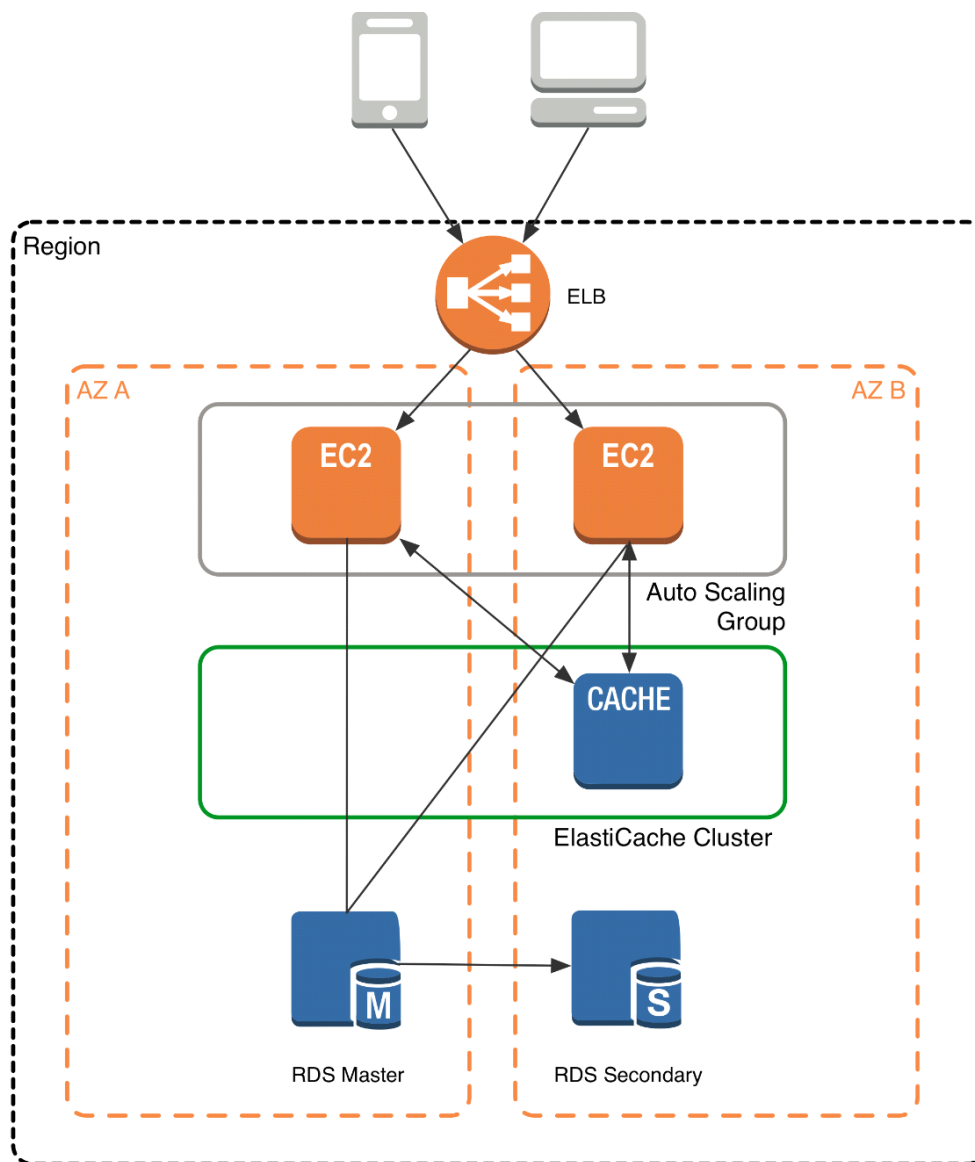 Region
ELB
AZ A
AZ B
EC2
EC2
Auto Scaling
Group
CACHE
ElastiCache Cluster
M
S
RDS Master
RDS Secondary